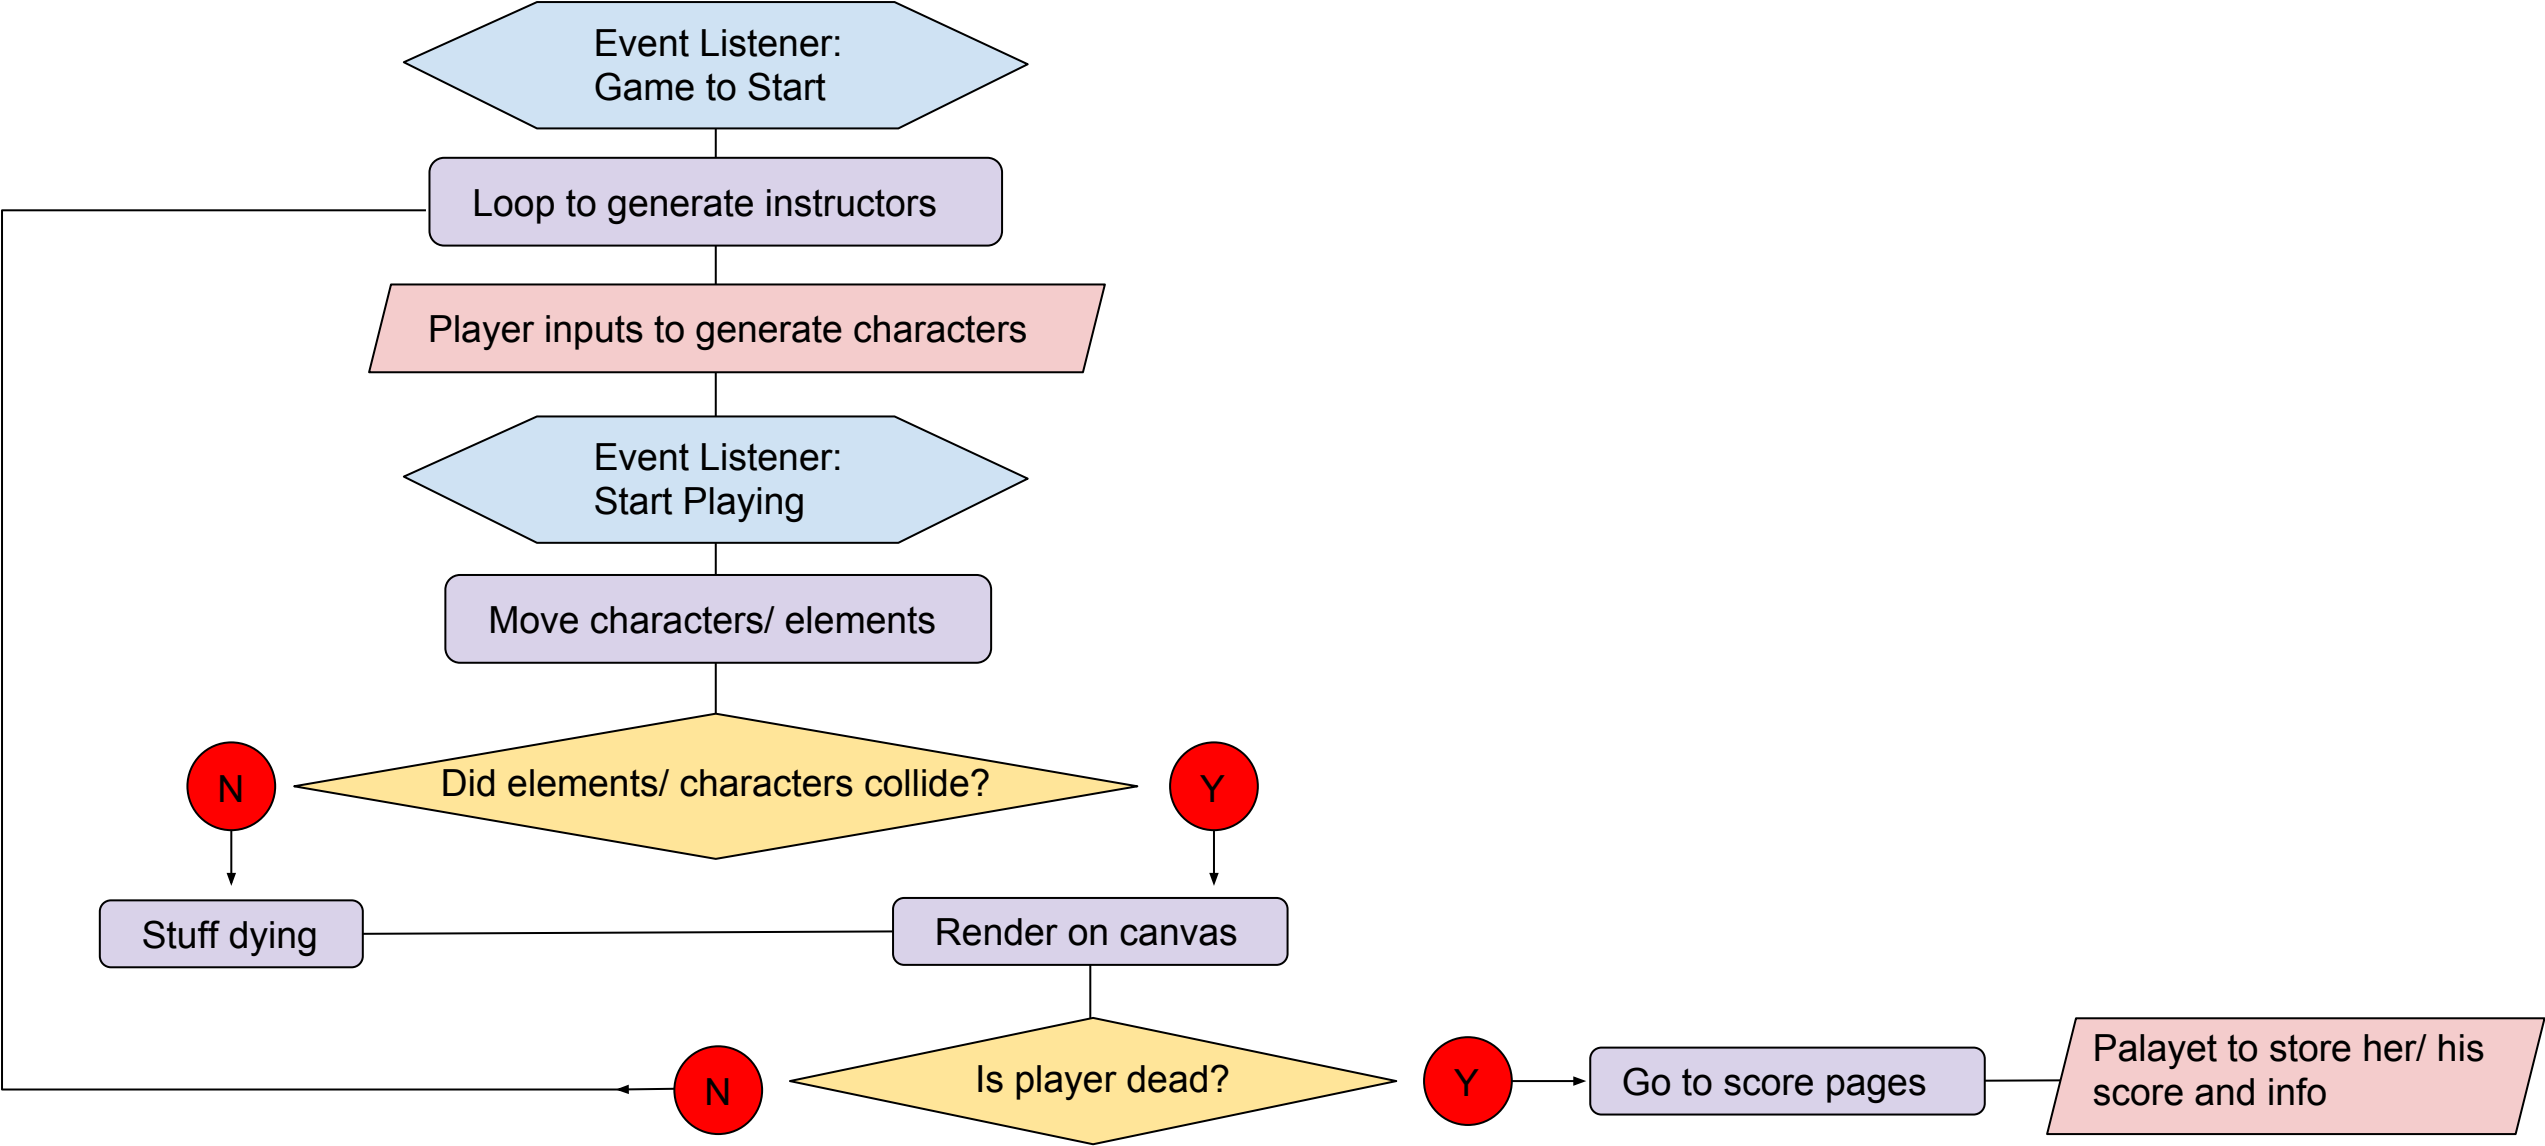 Event Listener:
Game to Start
Loop to generate instructors
Player inputs to generate characters
Event Listener:
Start Playing
Move characters/ elements
N
Did elements/ characters collide?
Y
Stuff dying
Render on canvas
N
Is player dead?
Y
Go to score pages
Palayet to store her/ his
score and info